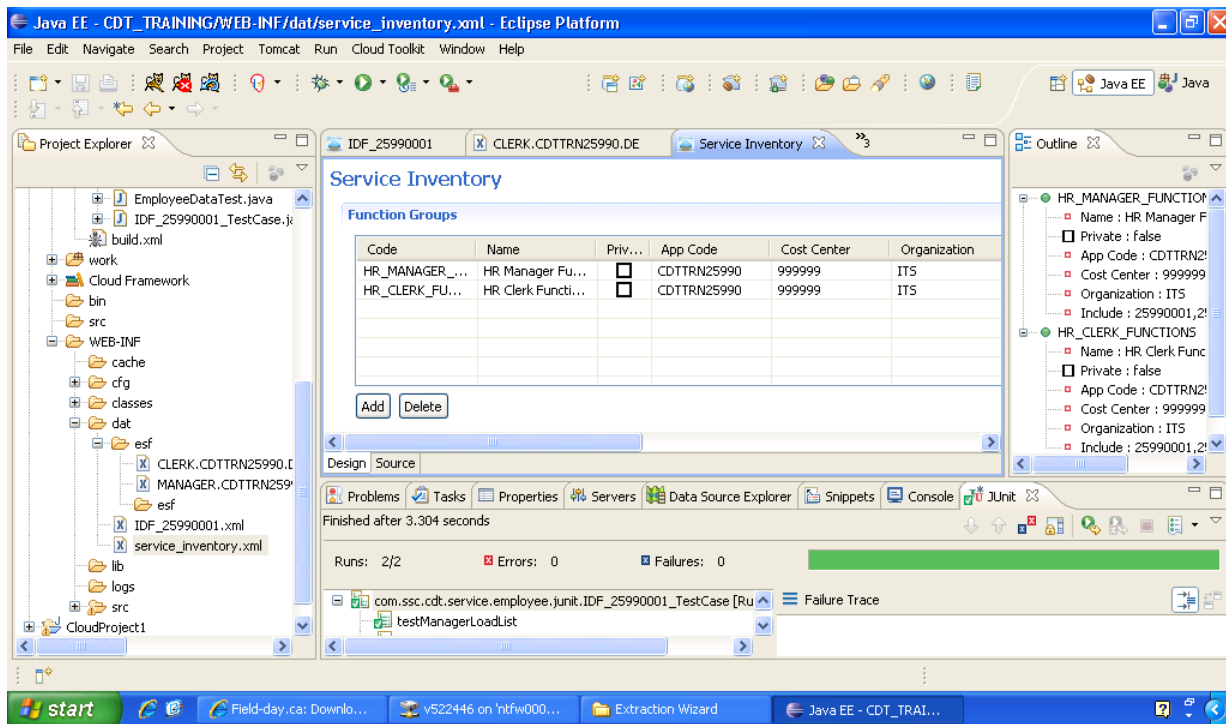 Java EE - CDT_TRAINING/WEB-INF/dat/service_inventory.xml - Eclipse Platform
File Edit Navigate Search Project Tomcat Run Cloud Toolkit Window Help
Java EE
Java
Project Explorer
EmployeeDataTest.java
IDF_25990001_TestCase.ja
build.xml
work
Cloud Framework
bin
src
WEB-INF
cache
cfg
classes
dat
esf
CLERK.CDTTRN25990.D
MANAGER.CDTTRN259
esf
IDF_25990001.xml
service_inventory.xml
lib
logs
src
CloudProject1
IDF_25990001
CLERK.CDTTRN25990.DE
Service Inventory
»3
Service Inventory
Function Groups
Code Name Priv... App Code Cost Center Organization
HR_MANAGER_... HR Manager Fu... CDTTRN25990 999999 ITS
HR_CLERK_FU... HR Clerk Functi... CDTTRN25990 999999 ITS
Add Delete
Design Source
Outline
HR_MANAGER_FUNCTION
Name : HR Manager F
Private : false
App Code : CDTTRN2
Cost Center : 999999
Organization : ITS
Include : 25990001,2
HR_CLERK_FUNCTIONS
Name : HR Clerk Func
Private : false
App Code : CDTTRN2
Cost Center : 999999
Organization : ITS
Include : 25990001,2
Problems Tasks Properties Servers Data Source Explorer Snippets Console JUnit
Finished after 3.304 seconds
Runs: 2/2 Errors: 0 Failures: 0
com.ssc.cdt.service.employee.junit.IDF_25990001_TestCase [Ru
testManagerLoadList
Failure Trace
start
Field-day.ca: Downlo...
v522446 on 'ntfw000...
Extraction Wizard
Java EE - CDT_TRAI...